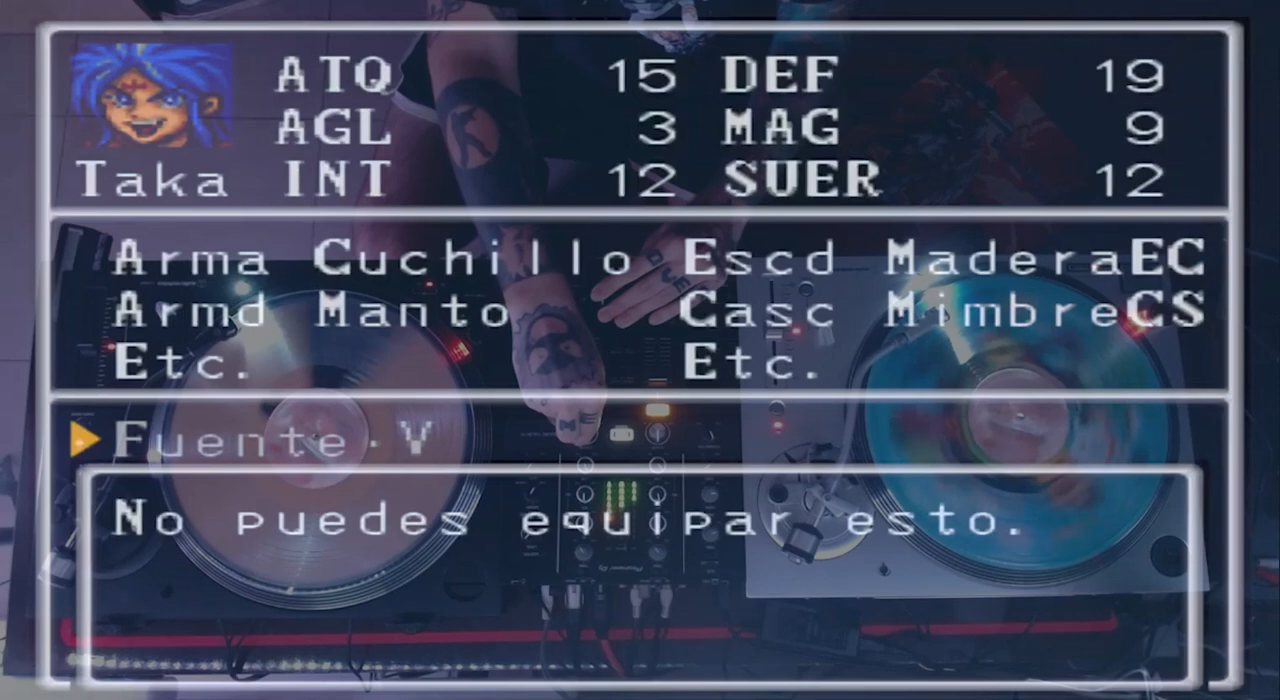 ATQ 15 DEF 19
AGL 3 MAG 9
Taka INT 12 SUER 12
Arma Cuchillo Escd MaderaEC
Armd Manto Casc MimbreCS
Etc. Etc.
Fuente·V
No puedes equipar esto.